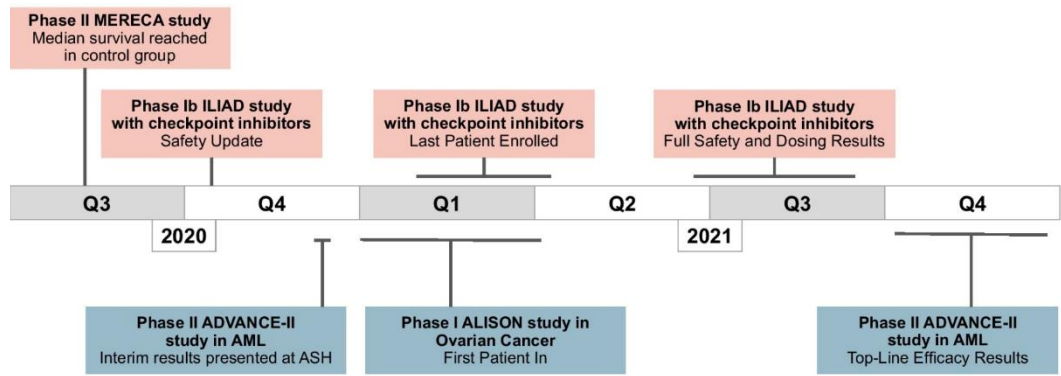 Phase II MERECA study
Median survival reached
in control group
Phase Ib ILIAD study
with checkpoint inhibitors
Safety Update
Phase Ib ILIAD study
with checkpoint inhibitors
Last Patient Enrolled
Phase Ib ILIAD study
with checkpoint inhibitors
Full Safety and Dosing Results
Q3
Q4
Q1
Q2
Q3
Q4
2020
2021
Phase II ADVANCE-II
study in AML
Interim results presented at ASH
Phase I ALISON study in
Ovarian Cancer
First Patient In
Phase II ADVANCE-II
study in AML
Top-Line Efficacy Results